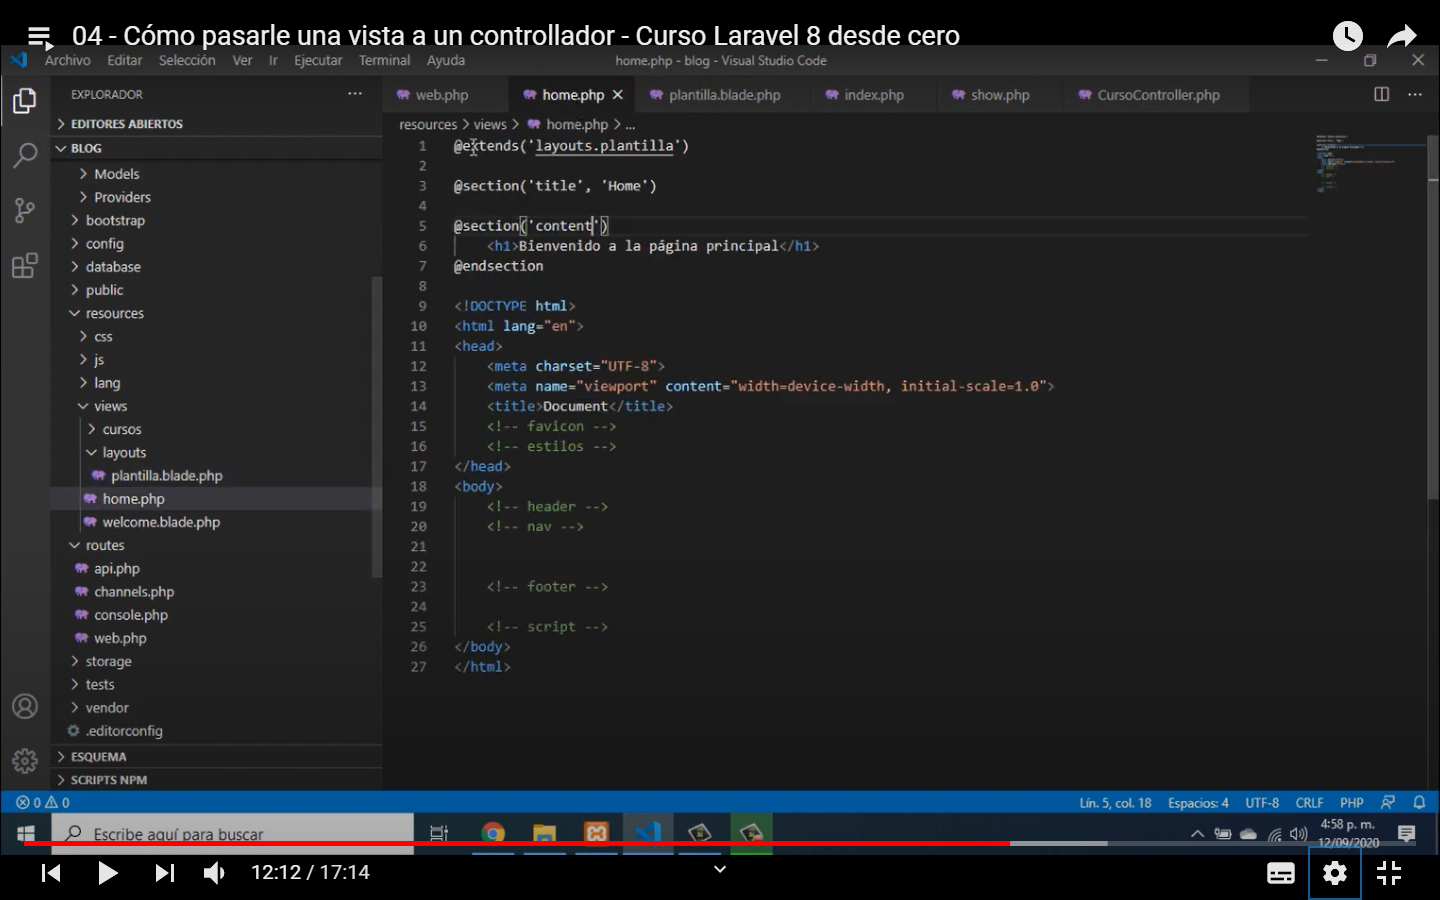 04 - Cómo pasarle una vista a un controllador - Curso Laravel 8 desde cero
Archivo Editar Selección Ver Ir Ejecutar Terminal Ayuda home.php - blog - Visual Studio Code
EXPLORADOR
web.php home.php plantilla.blade.php index.php show.php CursoController.php
resources > views > home.php > ...
EDITORES ABIERTOS
BLOG
Models
Providers
bootstrap
config
database
public
resources
css
js
lang
views
cursos
layouts
plantilla.blade.php
home.php
welcome.blade.php
routes
api.php
channels.php
console.php
web.php
storage
tests
vendor
.editorconfig
ESQUEMA
SCRIPTS NPM
1 @extends('layouts.plantilla')
2
3 @section('title', 'Home')
4
5 @section('content')
6 <h1>Bienvenido a la página principal</h1>
7 @endsection
8
9 <!DOCTYPE html>
10 <html lang="en">
11 <head>
12 <meta charset="UTF-8">
13 <meta name="viewport" content="width=device-width, initial-scale=1.0">
14 <title>Document</title>
15 <!-- favicon -->
16 <!-- estilos -->
17 </head>
18 <body>
19 <!-- header -->
20 <!-- nav -->
21
22
23 <!-- footer -->
24
25 <!-- script -->
26 </body>
27 </html>
0 0 Lín. 5, col. 18 Espacios: 4 UTF-8 CRLF PHP
Escribe aquí para buscar
4:58 p. m.
12/09/2020
12:12 / 17:14